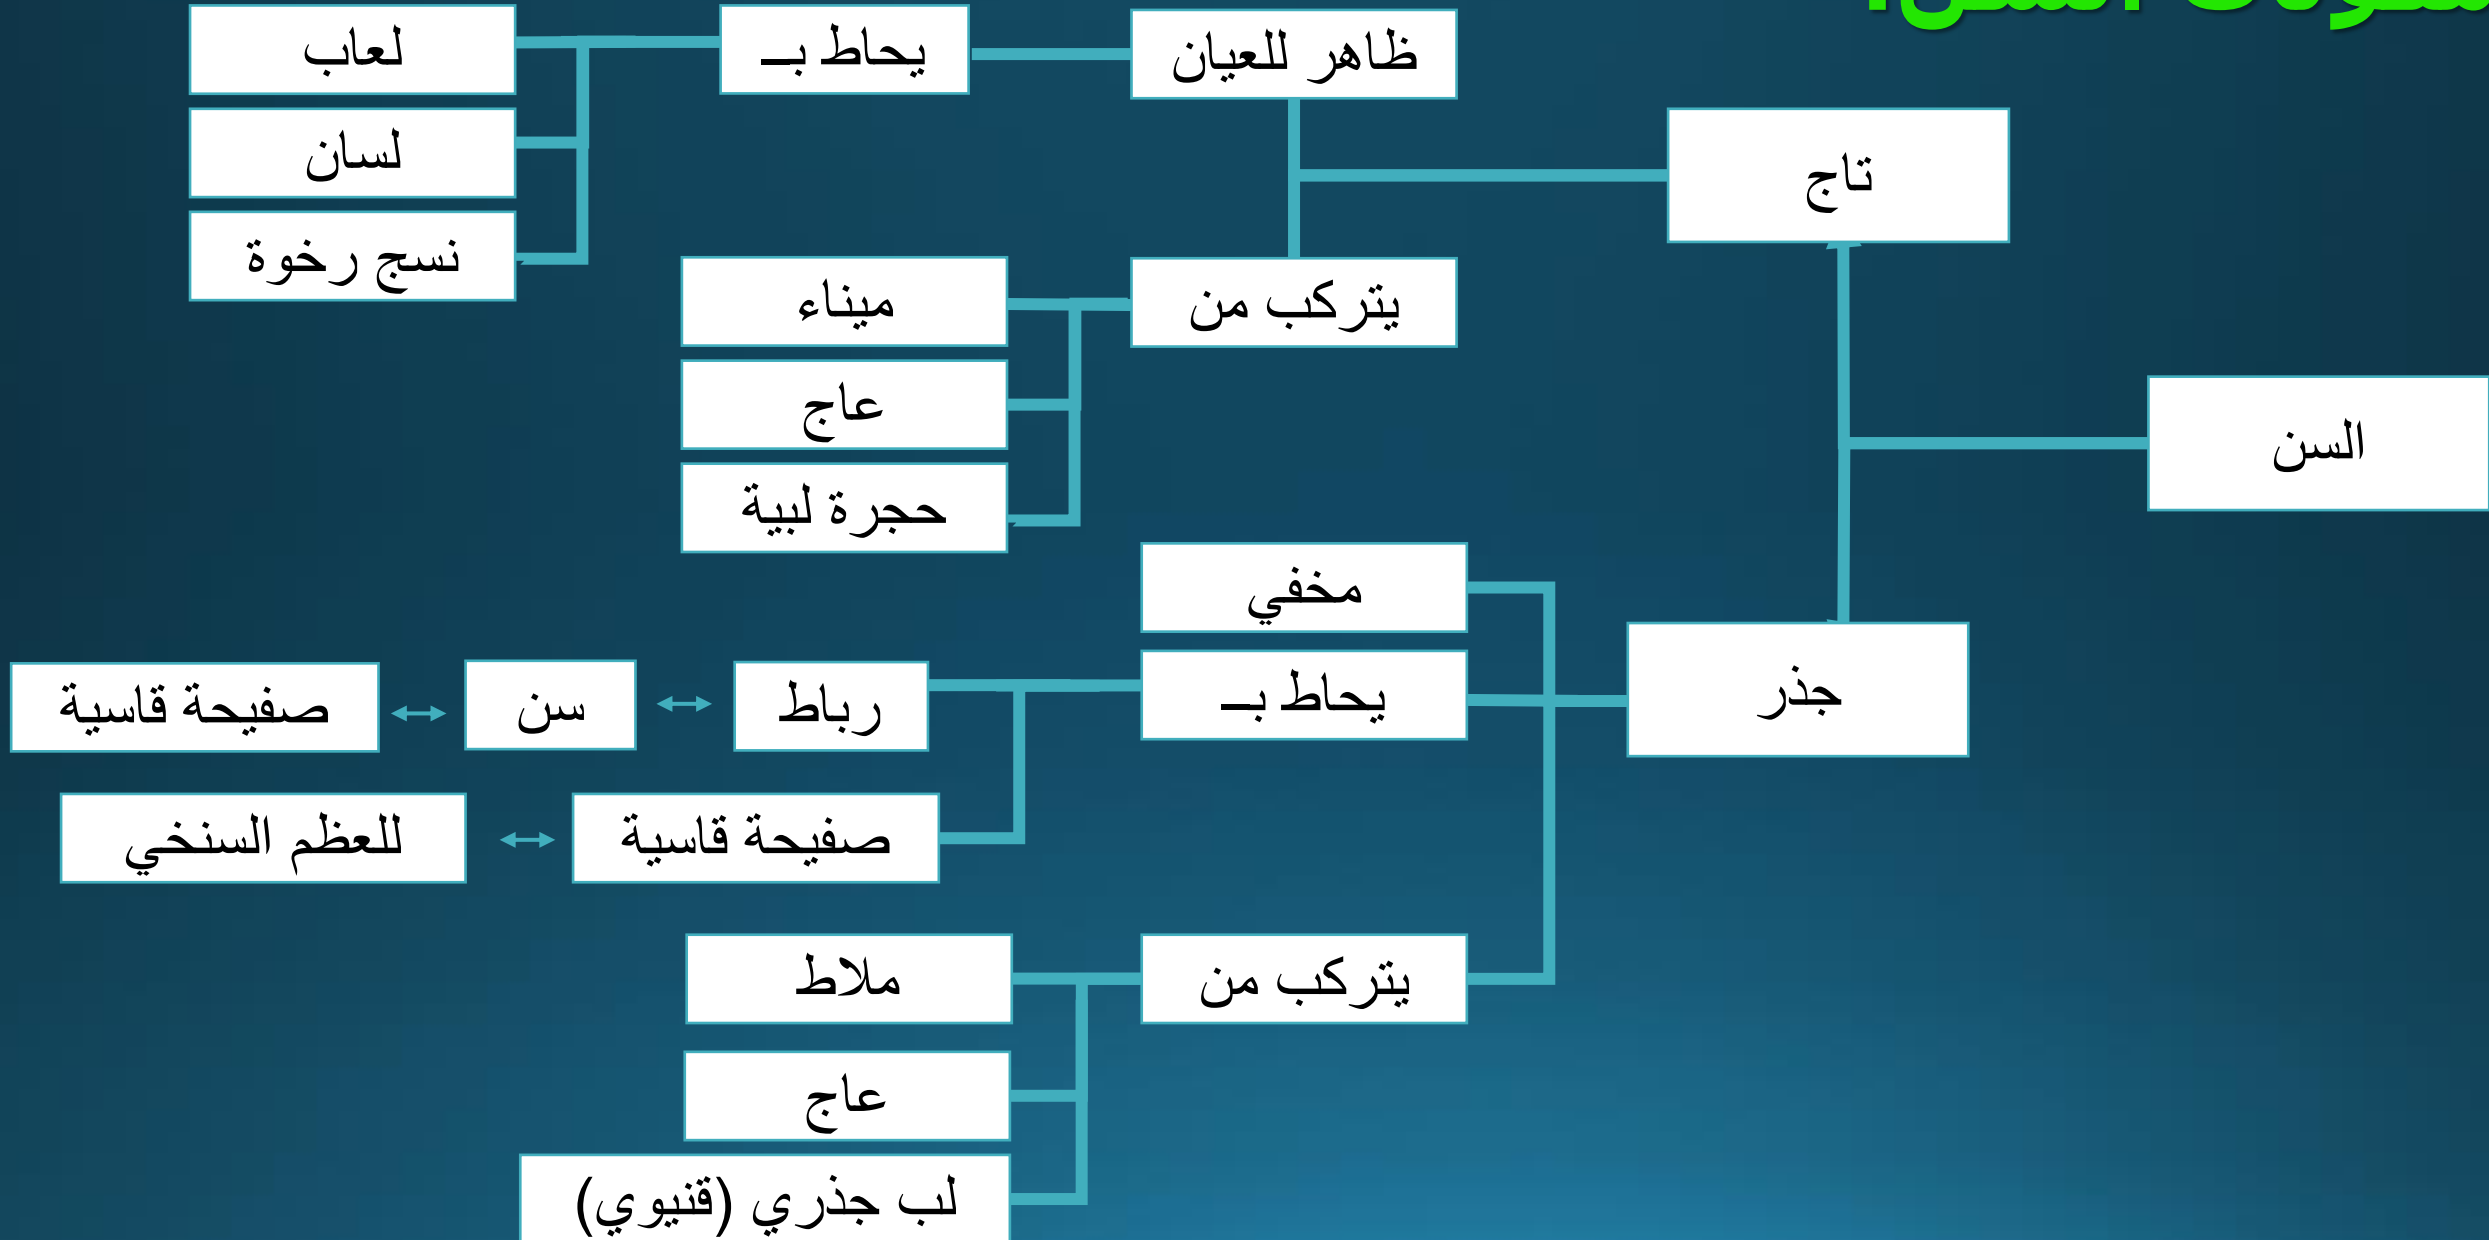 السن
تاج
ظاهر للعيان
يحاط بـ
لعاب
لسان
نسج رخوة
يتركب من
ميناء
عاج
حجرة لبية
جذر
مخفي
يحاط بـ
رباط
سن
صفيحة قاسية
صفيحة قاسية
للعظم السنخي
يتركب من
ملاط
عاج
لب جذري (قنيوي)